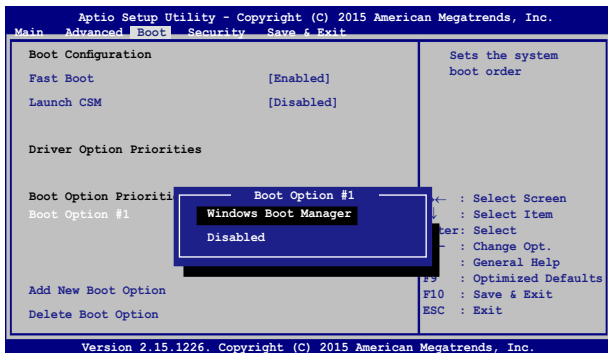 Aptio Setup Utility - Copyright (C) 2015 American Megatrends, Inc.
Main Advanced Boot Security Save & Exit
Boot Configuration
Fast Boot [Enabled]
Launch CSM [Disabled]
Driver Option Priorities
Boot Option Prioriti
Boot Option #1
Boot Option #1
Windows Boot Manager
Disabled
Add New Boot Option
Delete Boot Option
Sets the system
boot order
→← : Select Screen
: Select Item
ter: Select
- : Change Opt.
: General Help
F9 : Optimized Defaults
F10 : Save & Exit
ESC : Exit
Version 2.15.1226. Copyright (C) 2015 American Megatrends, Inc.